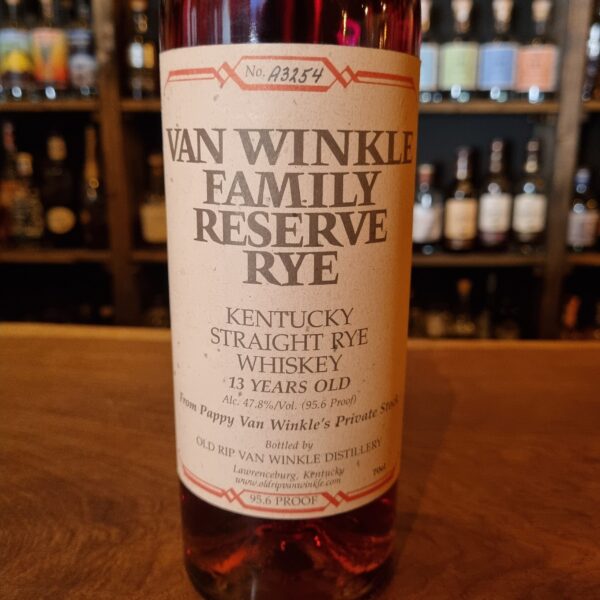 No. A3254
VAN WINKLE
FAMILY
RESERVE
RYE
KENTUCKY
STRAIGHT RYE
WHISKEY
13 YEARS OLD
Alc. 47.8%/Vol. (95.6 Proof)
From Pappy Van Winkle's Private Stock
Bottled by
OLD RIP VAN WINKLE DISTILLERY
Lawrenceburg, Kentucky
www.oldripvanwinkle.com
70cl
95.6 PROOF